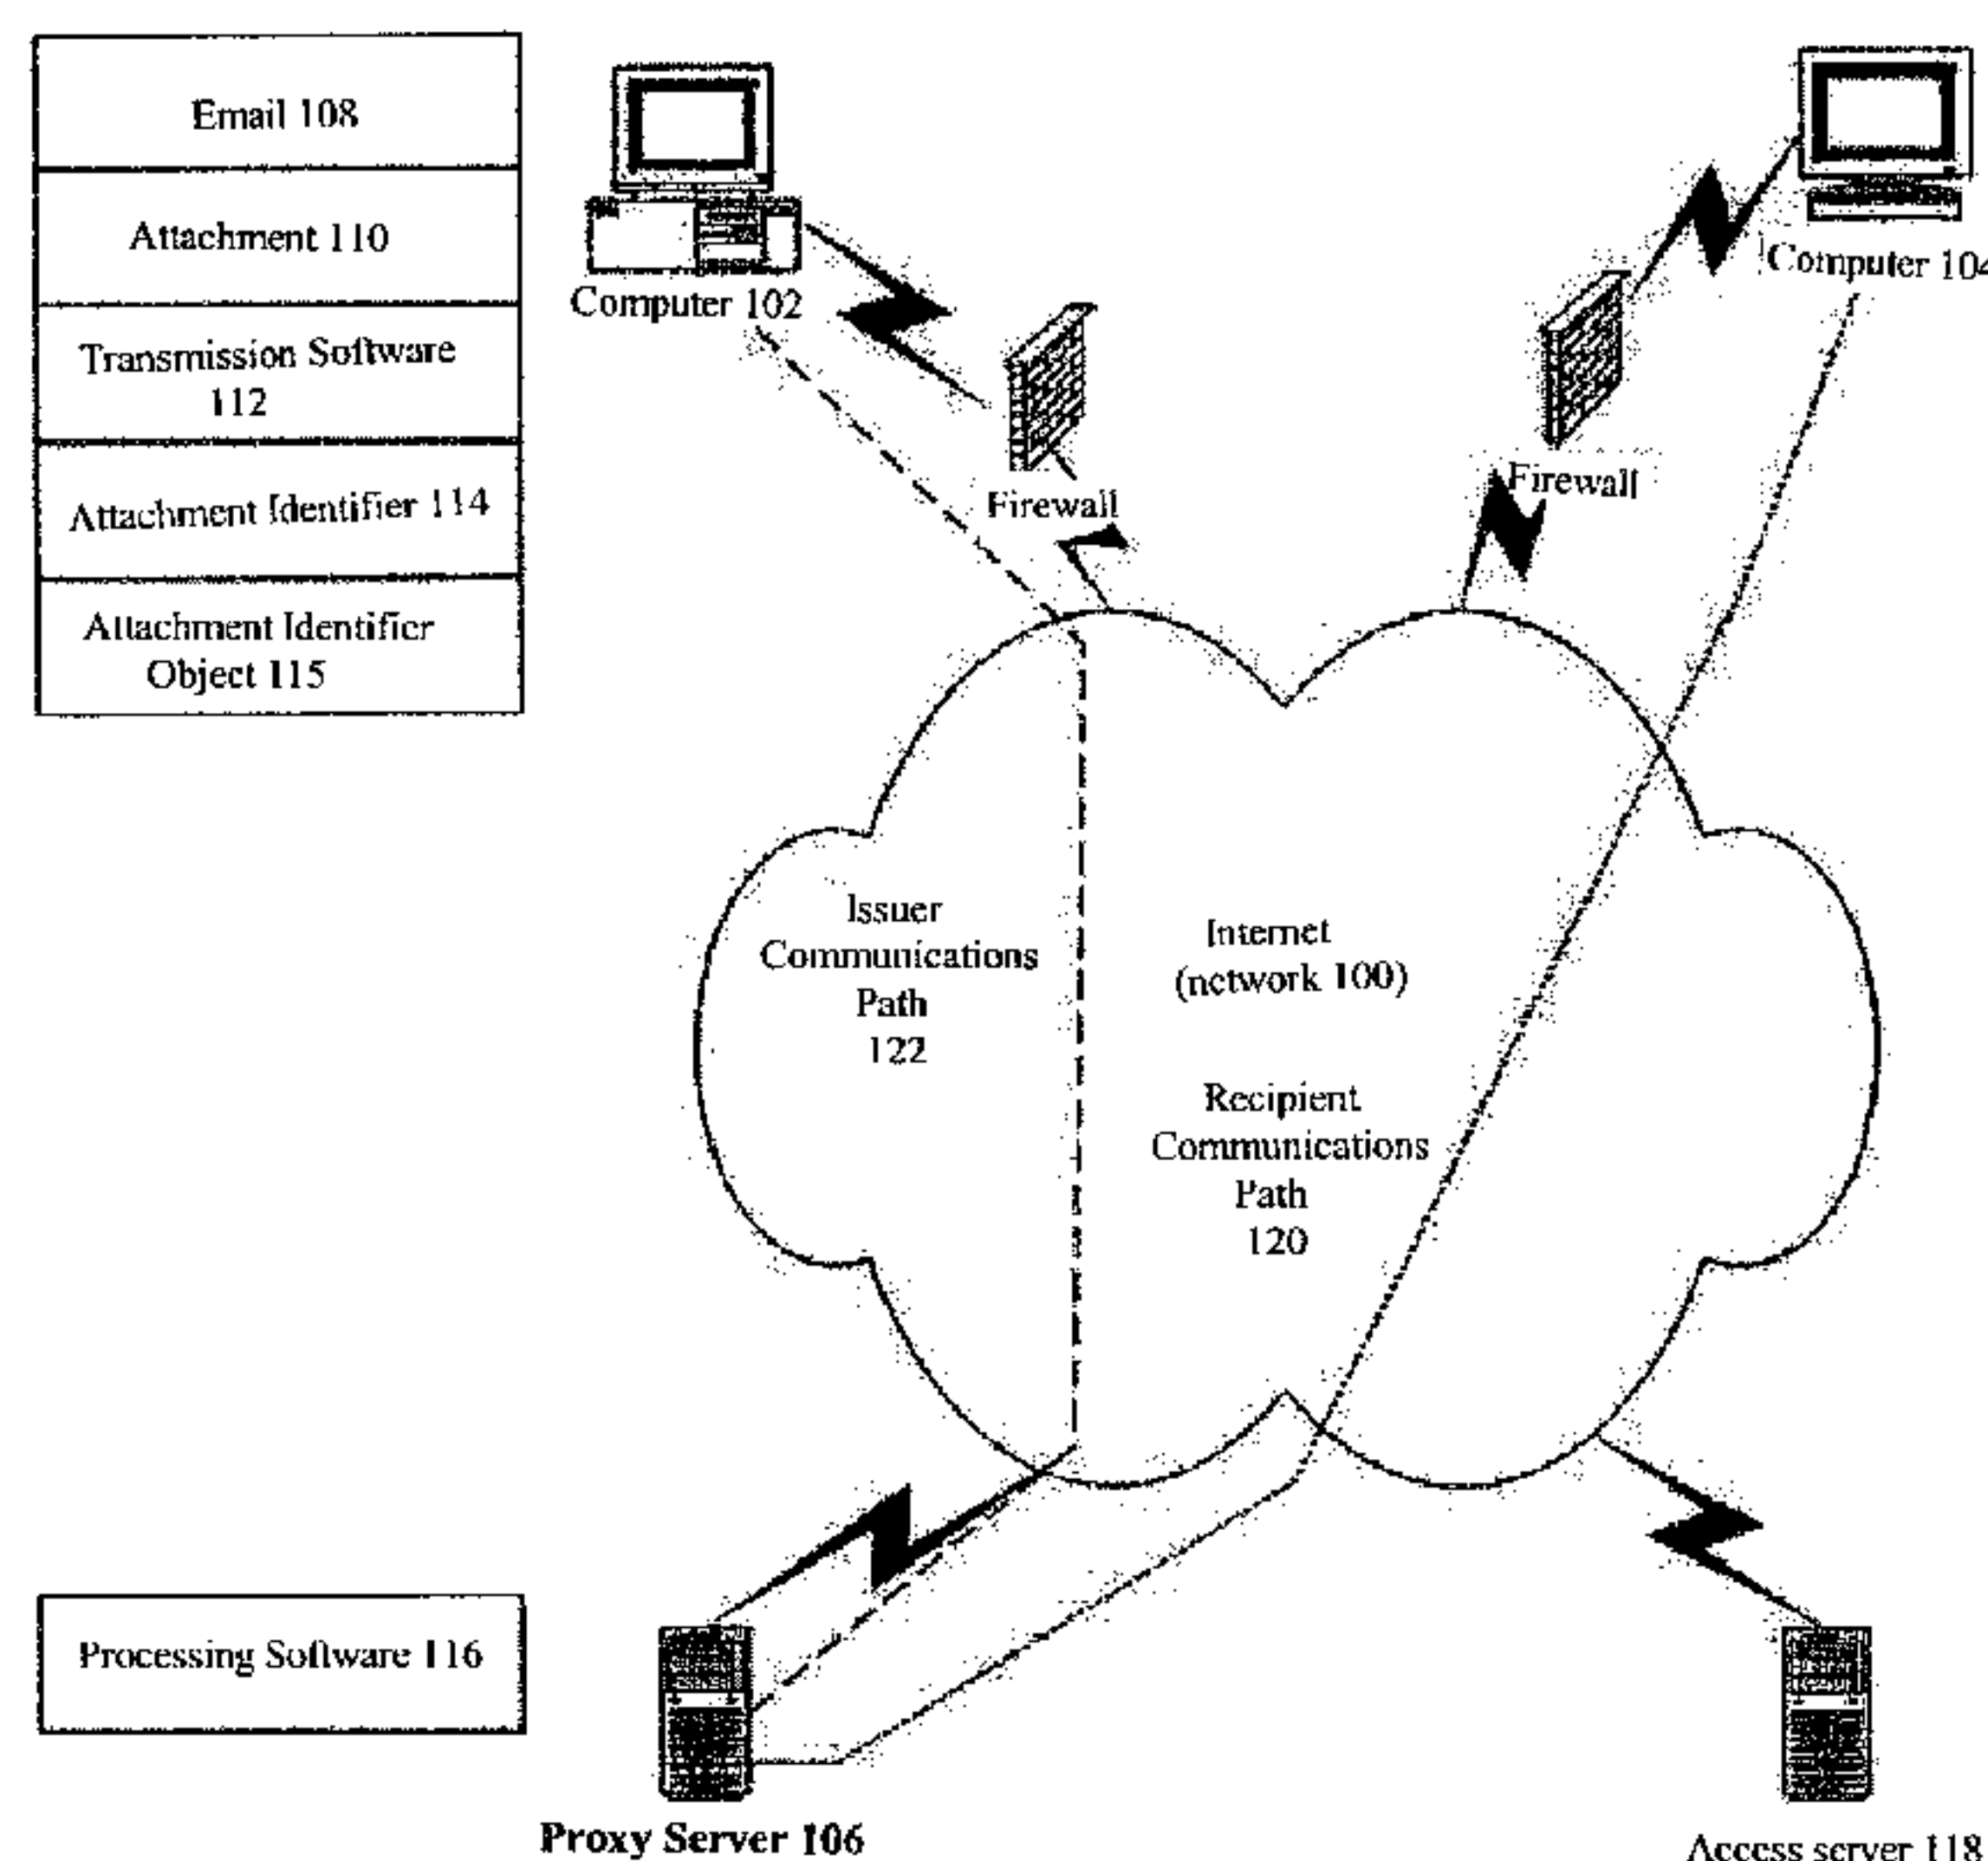 Email 108
Attachment 110
Transmission Software
112
Attachment Identifier 114
Attachment Identifier
Object 115
Computer 102
Computer 104
Firewall
Firewall
Issuer
Communications
Path
122
Internet
(network 100)
Recipient
Communications
Path
120
Processing Software 116
Proxy Server 106
Access server 118